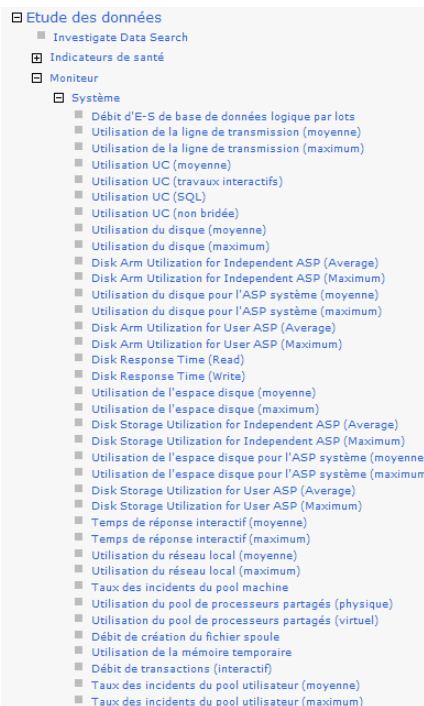 Etude des données
Investigate Data Search
Indicateurs de santé
Moniteur
Système
Débit d'E-S de base de données logique par lots
Utilisation de la ligne de transmission (moyenne)
Utilisation de la ligne de transmission (maximum)
Utilisation UC (moyenne)
Utilisation UC (travaux interactifs)
Utilisation UC (SQL)
Utilisation UC (non bridée)
Utilisation du disque (moyenne)
Utilisation du disque (maximum)
Disk Arm Utilization for Independent ASP (Average)
Disk Arm Utilization for Independent ASP (Maximum)
Utilisation du disque pour l'ASP système (moyenne)
Utilisation du disque pour l'ASP système (maximum)
Disk Arm Utilization for User ASP (Average)
Disk Arm Utilization for User ASP (Maximum)
Disk Response Time (Read)
Disk Response Time (Write)
Utilisation de l'espace disque (moyenne)
Utilisation de l'espace disque (maximum)
Disk Storage Utilization for Independent ASP (Average)
Disk Storage Utilization for Independent ASP (Maximum)
Utilisation de l'espace disque pour l'ASP système (moyenne
Utilisation de l'espace disque pour l'ASP système (maximum
Disk Storage Utilization for User ASP (Average)
Disk Storage Utilization for User ASP (Maximum)
Temps de réponse interactif (moyenne)
Temps de réponse interactif (maximum)
Utilisation du réseau local (moyenne)
Utilisation du réseau local (maximum)
Taux des incidents du pool machine
Utilisation du pool de processeurs partagés (physique)
Utilisation du pool de processeurs partagés (virtuel)
Débit de création du fichier spoule
Utilisation de la mémoire temporaire
Débit de transactions (interactif)
Taux des incidents du pool utilisateur (moyenne)
Taux des incidents du pool utilisateur (maximum)